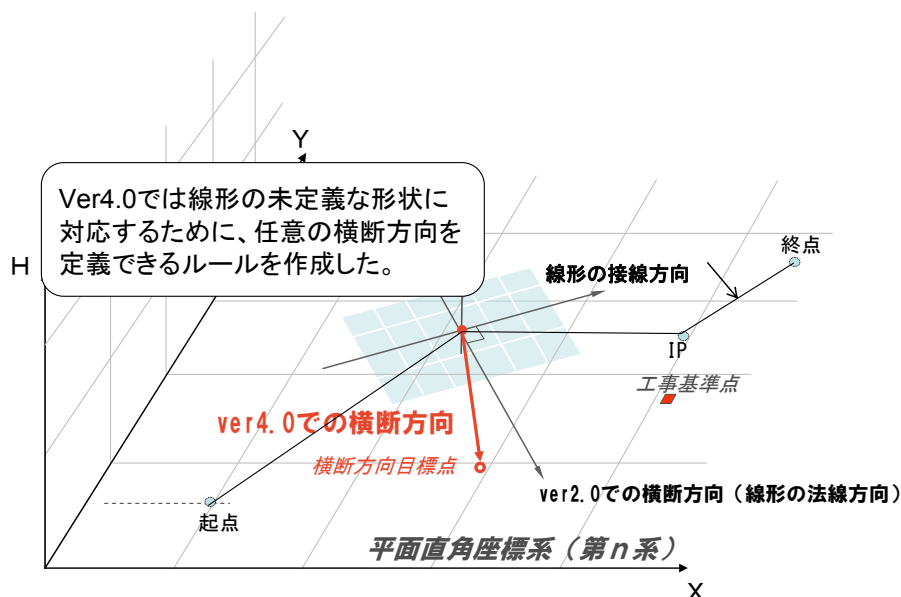 Y
Ver4.0では線形の未定義な形状に
対応するために、任意の横断方向を
定義できるルールを作成した。
H
終点
線形の接線方向
IP
工事基準点
ver4.0での横断方向
横断方向目標点
ver2.0での横断方向（線形の法線方向）
起点
平面直角座標系（第n系）
X